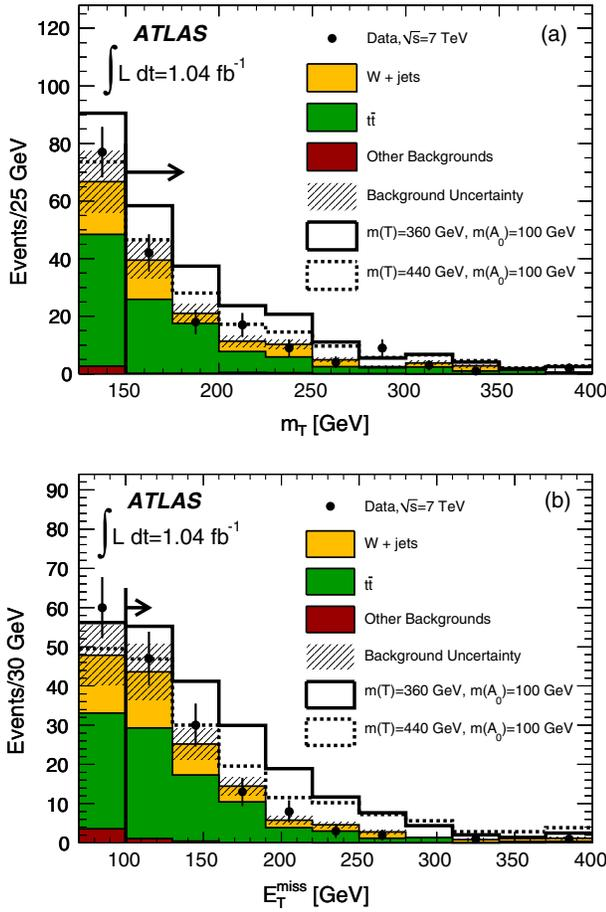 120
100
80
60
40
20
0
Events/25 GeV
ATLAS
∫ L dt=1.04 fb⁻¹
(a)
Data, √s=7 TeV
W + jets
tt̄
Other Backgrounds
Background Uncertainty
m(T)=360 GeV, m(A₀)=100 GeV
m(T)=440 GeV, m(A₀)=100 GeV
150 200 250 300 350 400
m_T [GeV]
90
80
70
60
50
40
30
20
10
0
Events/30 GeV
ATLAS
∫ L dt=1.04 fb⁻¹
(b)
Data, √s=7 TeV
W + jets
tt̄
Other Backgrounds
Background Uncertainty
m(T)=360 GeV, m(A₀)=100 GeV
m(T)=440 GeV, m(A₀)=100 GeV
100 150 200 250 300 350 400
E_T^miss [GeV]